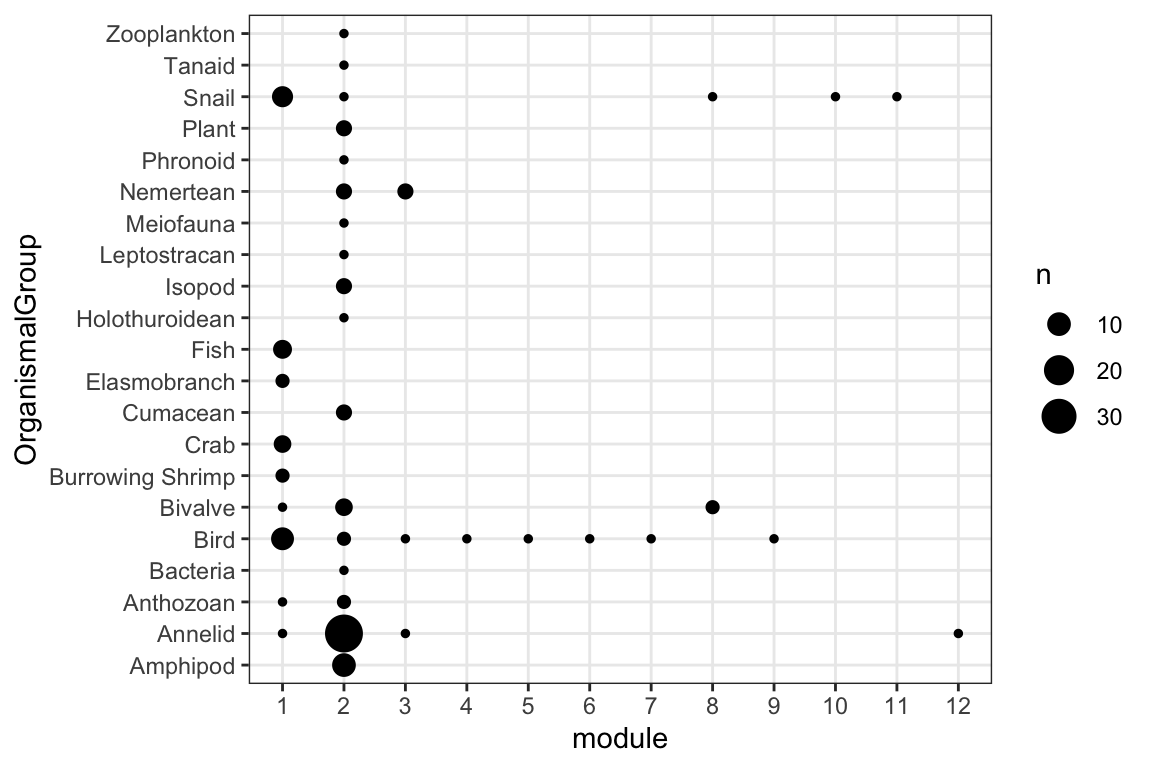 Zooplankton
Tanaid
Snail
Plant
Phronoid
Nemertean
Meiofauna
Leptostracan
Isopod
Holothuroidean
Fish
Elasmobranch
Cumacean
Crab
Burrowing Shrimp
Bivalve
Bird
Bacteria
Anthozoan
Annelid
Amphipod
OrganismalGroup
1 2 3 4 5 6 7 8 9 10 11 12
module
n
10
20
30